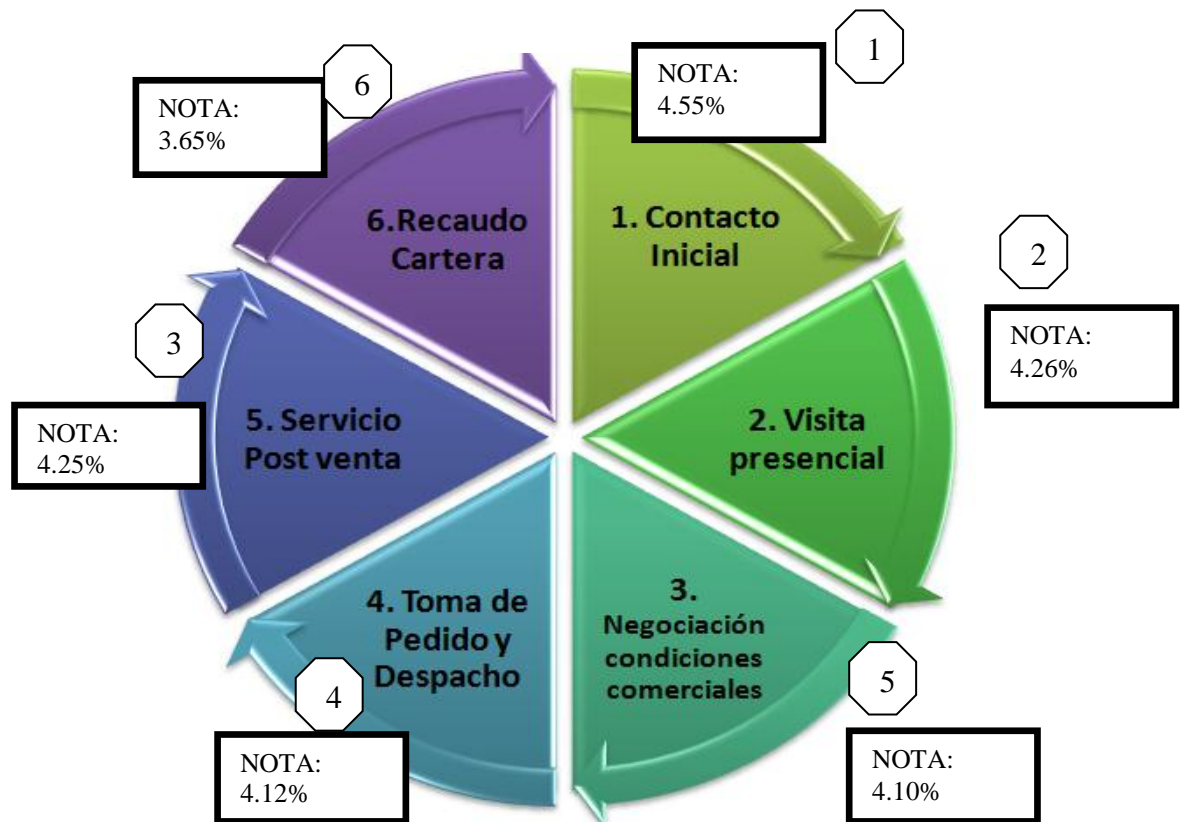 1
NOTA:
4.55%
6
NOTA:
3.65%
1. Contacto
Inicial
6.Recaudo
Cartera
2
NOTA:
4.26%
3
NOTA:
4.25%
5. Servicio
Post venta
2. Visita
presencial
4. Toma de
Pedido y
Despacho
3.
Negociación
condiciones
comerciales
4
NOTA:
4.12%
5
NOTA:
4.10%